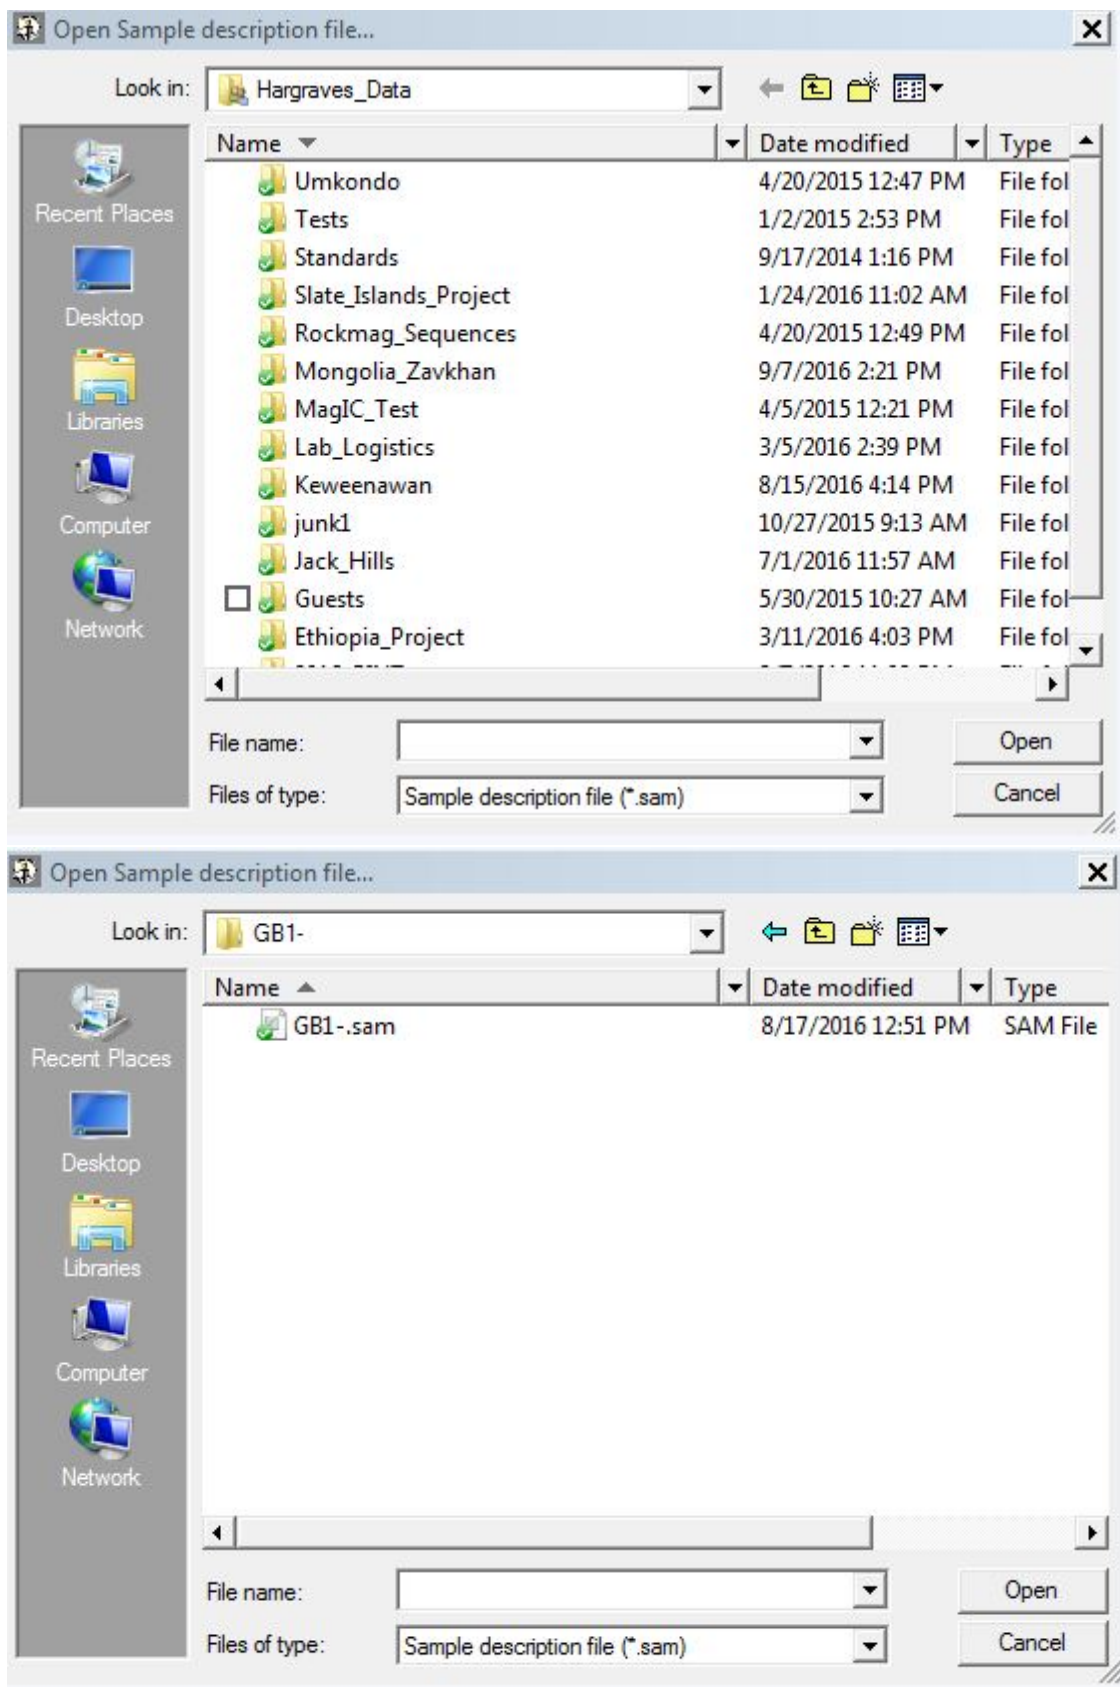 Open Sample description file...
Look in: Hargraves_Data
Name Date modified Type
Umkondo 4/20/2015 12:47 PM File fol
Tests 1/2/2015 2:53 PM File fol
Standards 9/17/2014 1:16 PM File fol
Slate_Islands_Project 1/24/2016 11:02 AM File fol
Rockmag_Sequences 4/20/2015 12:49 PM File fol
Mongolia_Zavkhan 9/7/2016 2:21 PM File fol
MagIC_Test 4/5/2015 12:21 PM File fol
Lab_Logistics 3/5/2016 2:39 PM File fol
Keweenawan 8/15/2016 4:14 PM File fol
junk1 10/27/2015 9:13 AM File fol
Jack_Hills 7/1/2016 11:57 AM File fol
Guests 5/30/2015 10:27 AM File fol
Ethiopia_Project 3/11/2016 4:03 PM File fol
Recent Places
Desktop
Libraries
Computer
Network
File name: Open
Files of type: Sample description file (*.sam) Cancel
Open Sample description file...
Look in: GB1-
Name Date modified Type
GB1-.sam 8/17/2016 12:51 PM SAM File
Recent Places
Desktop
Libraries
Computer
Network
File name: Open
Files of type: Sample description file (*.sam) Cancel